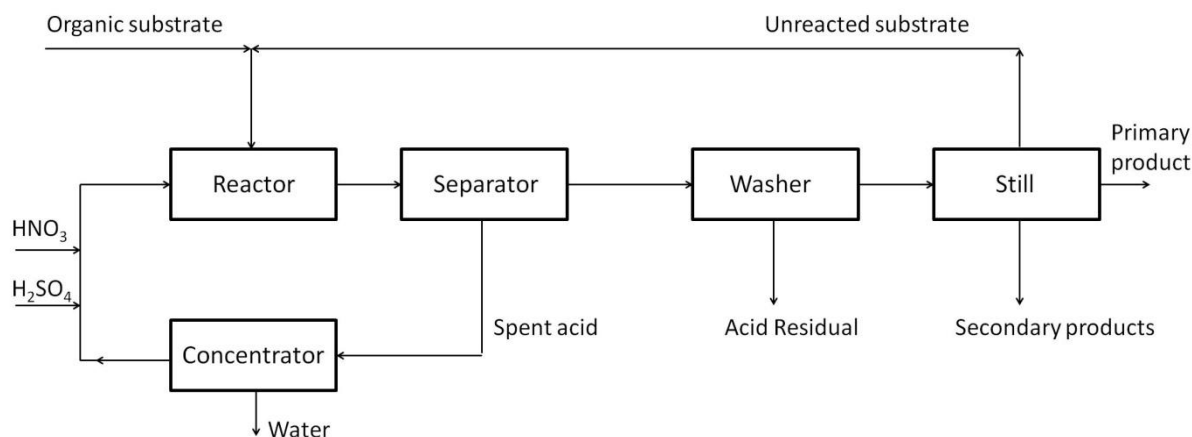 Organic substrate
Unreacted substrate
Primary
product
Reactor
Separator
Washer
Still
HNO₃
H₂SO₄
Spent acid
Acid Residual
Secondary products
Concentrator
Water